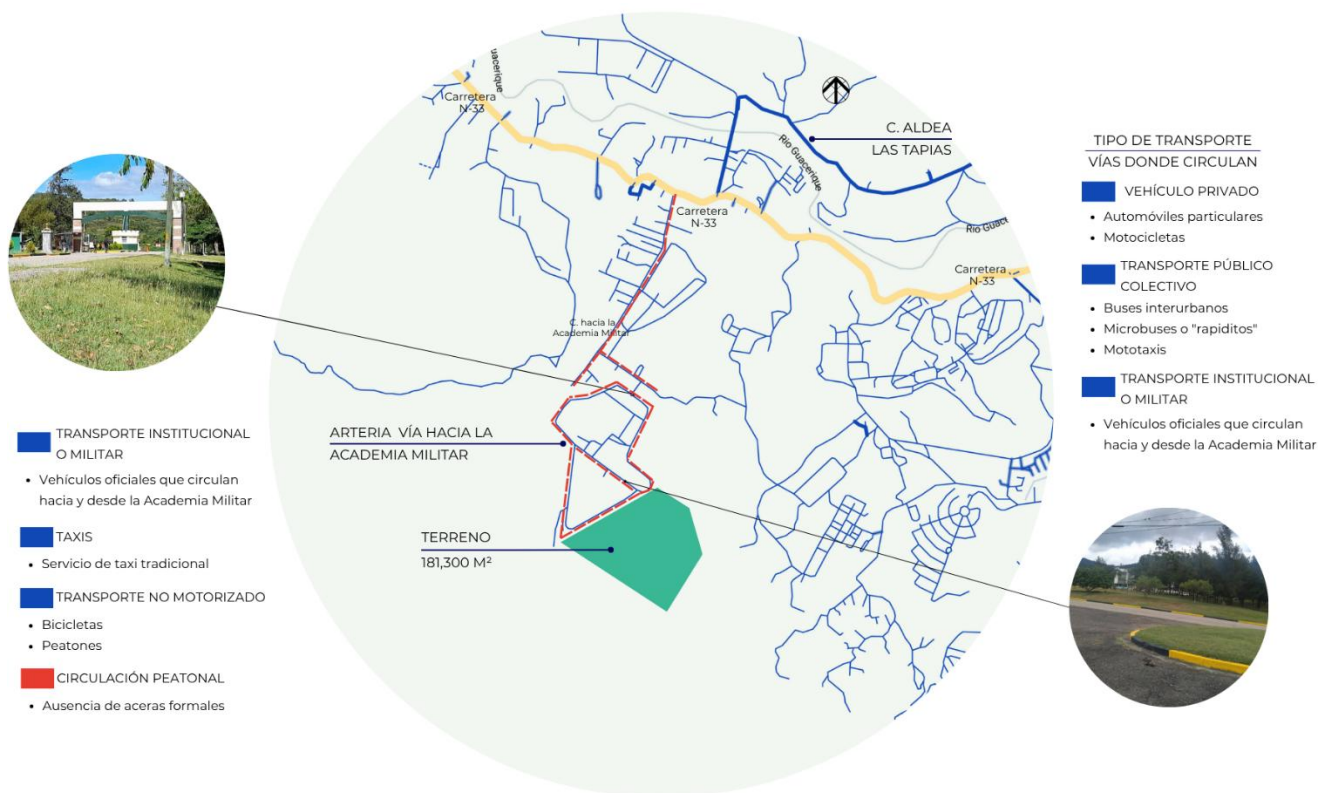 uacerique
Carretera
N-33
C. ALDEA
LAS TAPIAS
Rio Guacerique
Carretera
N-33
Rio Guace
Carretera
N-33
C. hacia la
Academia Militar
ARTERIA VÍA HACIA LA
ACADEMIA MILITAR
TERRENO
181,300 M²
TRANSPORTE INSTITUCIONAL
O MILITAR
• Vehículos oficiales que circulan
hacia y desde la Academia Militar
TAXIS
• Servicio de taxi tradicional
TRANSPORTE NO MOTORIZADO
• Bicicletas
• Peatones
CIRCULACIÓN PEATONAL
• Ausencia de aceras formales
TIPO DE TRANSPORTE
VÍAS DONDE CIRCULAN
VEHÍCULO PRIVADO
• Automóviles particulares
• Motocicletas
TRANSPORTE PÚBLICO
COLECTIVO
• Buses interurbanos
• Microbuses o "rapiditos"
• Mototaxis
TRANSPORTE INSTITUCIONAL
O MILITAR
• Vehículos oficiales que circulan
hacia y desde la Academia Militar